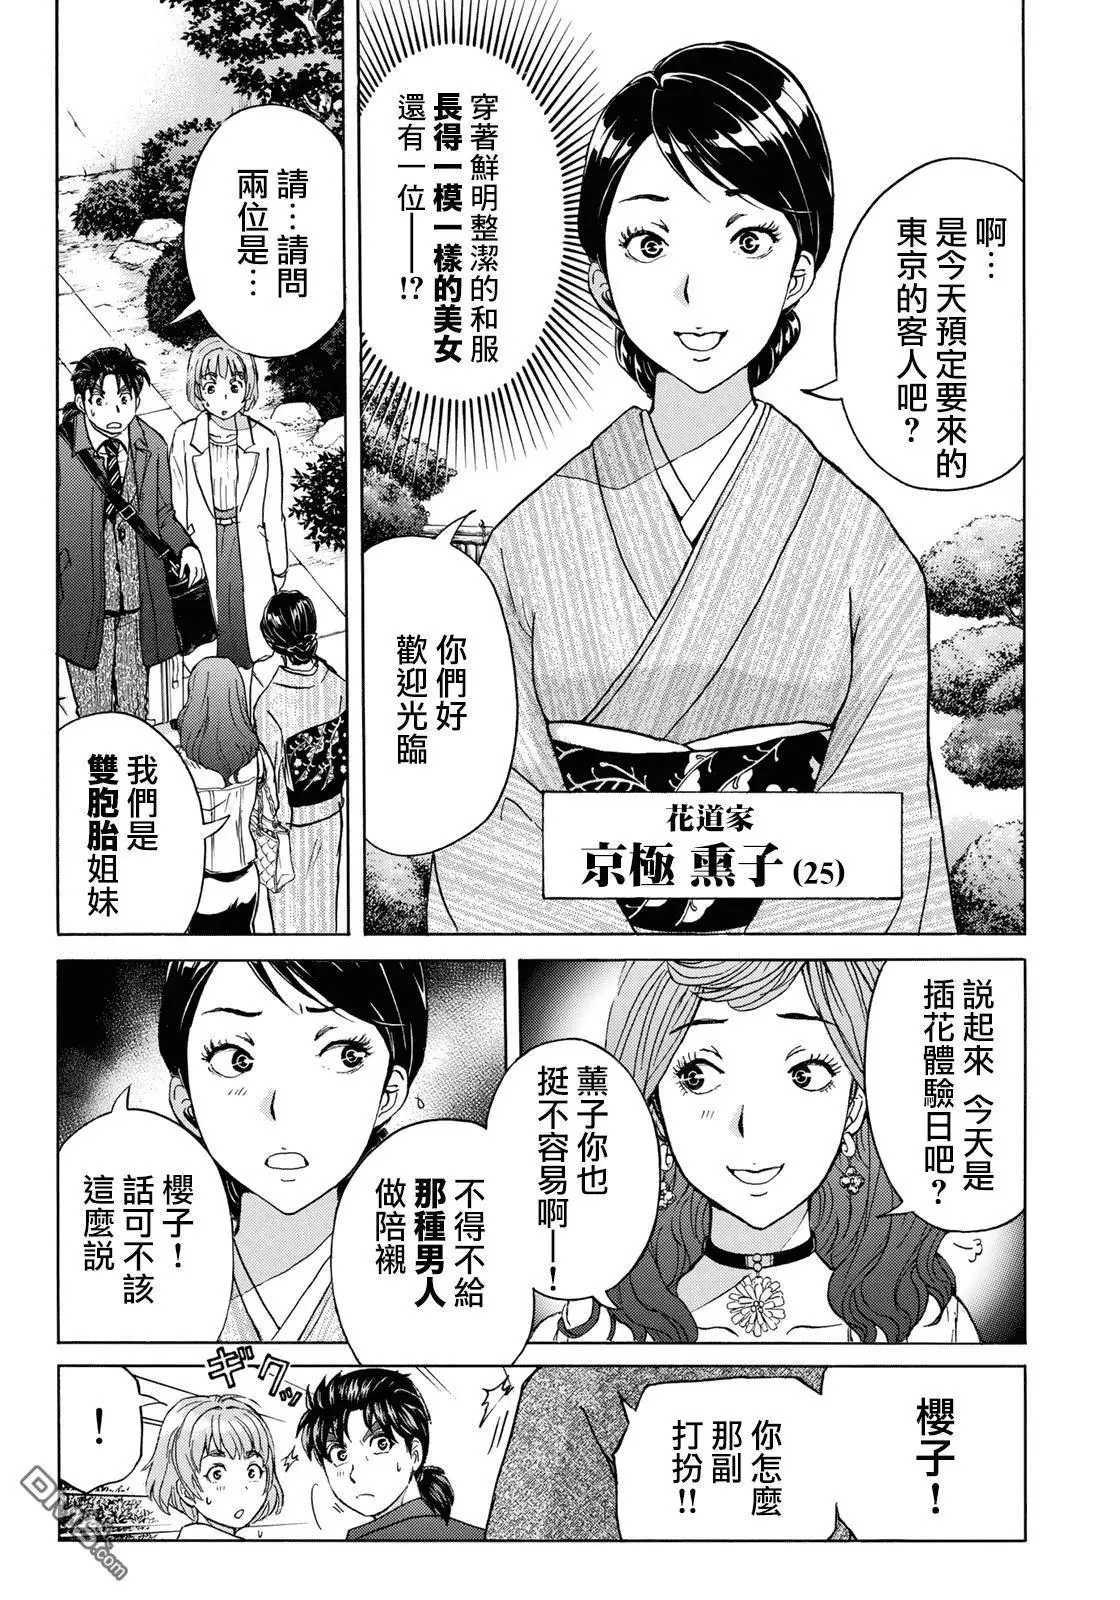 啊…
是今天預定要來的
東京的客人吧？
穿著鮮明整潔的和服
長得一模一樣的美女
還有一位——!?
你們好
歡迎光臨
花道家
京極 熏子(25)
請…請問
兩位是…
我們是
雙胞胎姐妹
説起來 今天是
插花體驗日吧？
薰子你也
挺不容易啊—！
不得不給
那種男人
做陪襯
櫻子！
話可不該
這麼説
櫻子！
你怎麼
那副
打扮!!
ギークッ
！